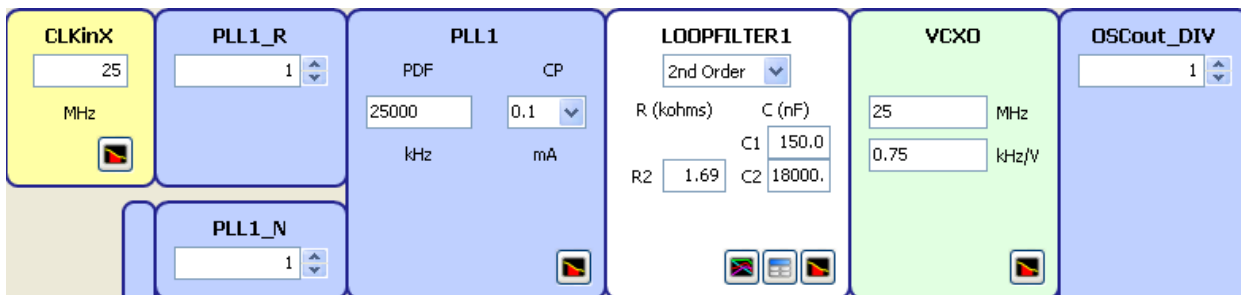 CLKinX
25
MHz
PLL1_R
1
PLL1_N
1
PLL1
PDF CP
25000 0.1
kHz mA
LOOPFILTER1
2nd Order
R (kohms) C (nF)
C1 150.0
R2 1.69 C2 18000.
VCXO
25 MHz
0.75 kHz/V
OSCout_DIV
1